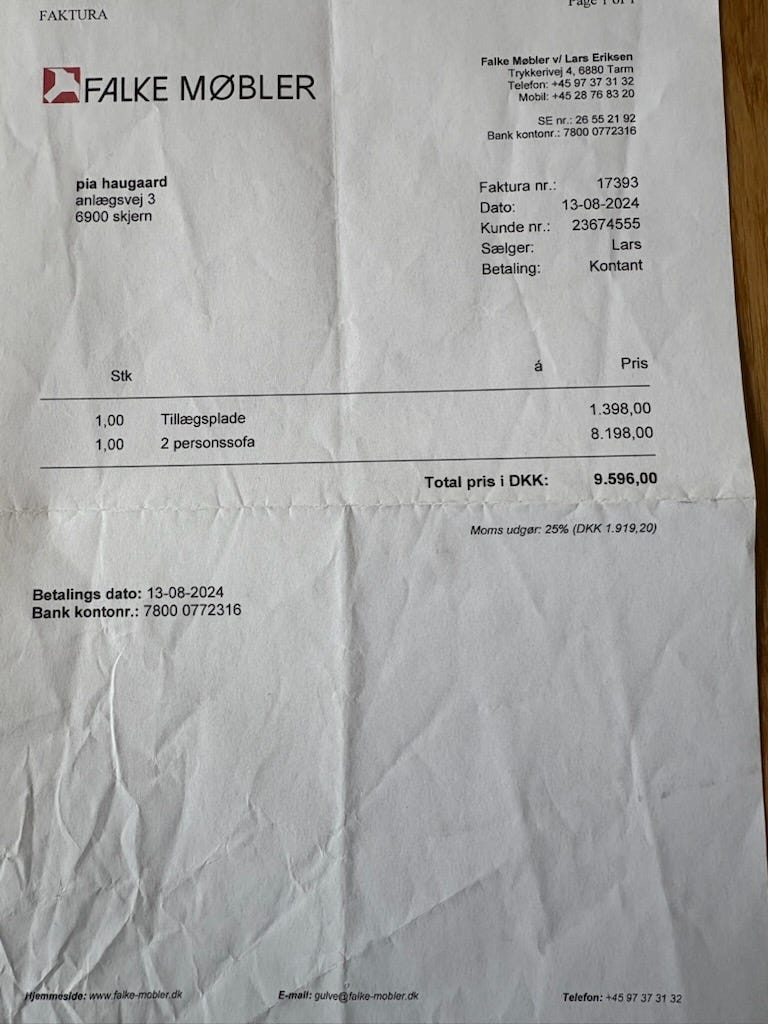 FAKTURA
Page 1 of 1
FALKE MØBLER
Falke Møbler v/ Lars Eriksen
Trykkerivej 4, 6880 Tarm
Telefon: +45 97 37 31 32
Mobil: +45 28 76 83 20
SE nr.: 26 55 21 92
Bank kontonr.: 7800 0772316
pia haugaard
anlægsvej 3
6900 skjern
Faktura nr.: 17393
Dato: 13-08-2024
Kunde nr.: 23674555
Sælger: Lars
Betaling: Kontant
Stk á Pris
1,00 Tillægsplade 1.398,00
1,00 2 personssofa 8.198,00
Total pris i DKK: 9.596,00
Moms udgør: 25% (DKK 1.919,20)
Betalings dato: 13-08-2024
Bank kontonr.: 7800 0772316
Hjemmeside: www.falke-mobler.dk E-mail: gulve@falke-mobler.dk Telefon: +45 97 37 31 32